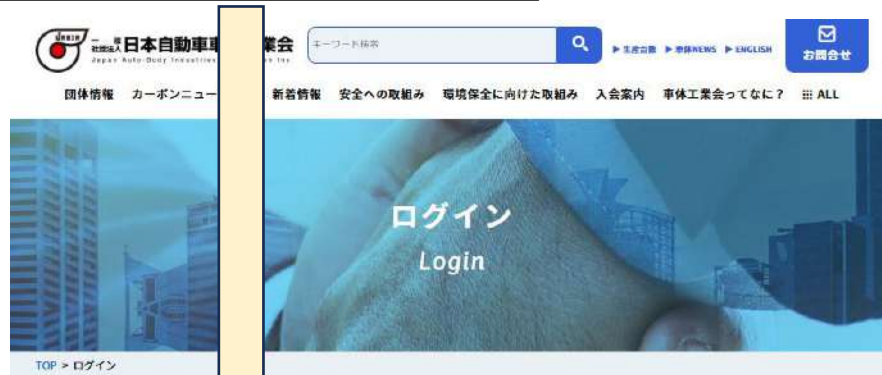 一般社団法人 日本自動車車
業会
Japan Auto-Body Industries
Inc.
キーワード検索
▶ 生産台数 ▶ 車体NEWS ▶ ENGLISH
お問合せ
団体情報 カーボンニュー
新着情報 安全への取組み 環境保全に向けた取組み 入会案内 車体工業会ってなに? ALL
ログイン
Login
TOP > ログイン